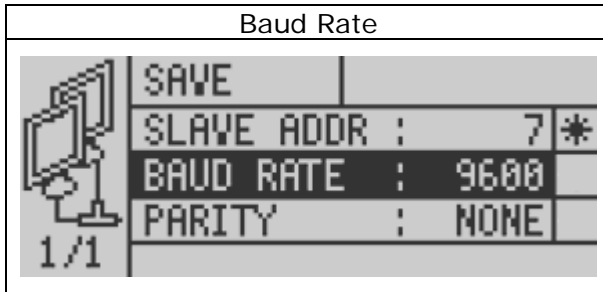 Baud Rate
SAVE
SLAVE ADDR : 7 *
BAUD RATE : 9600
PARITY : NONE
1/1